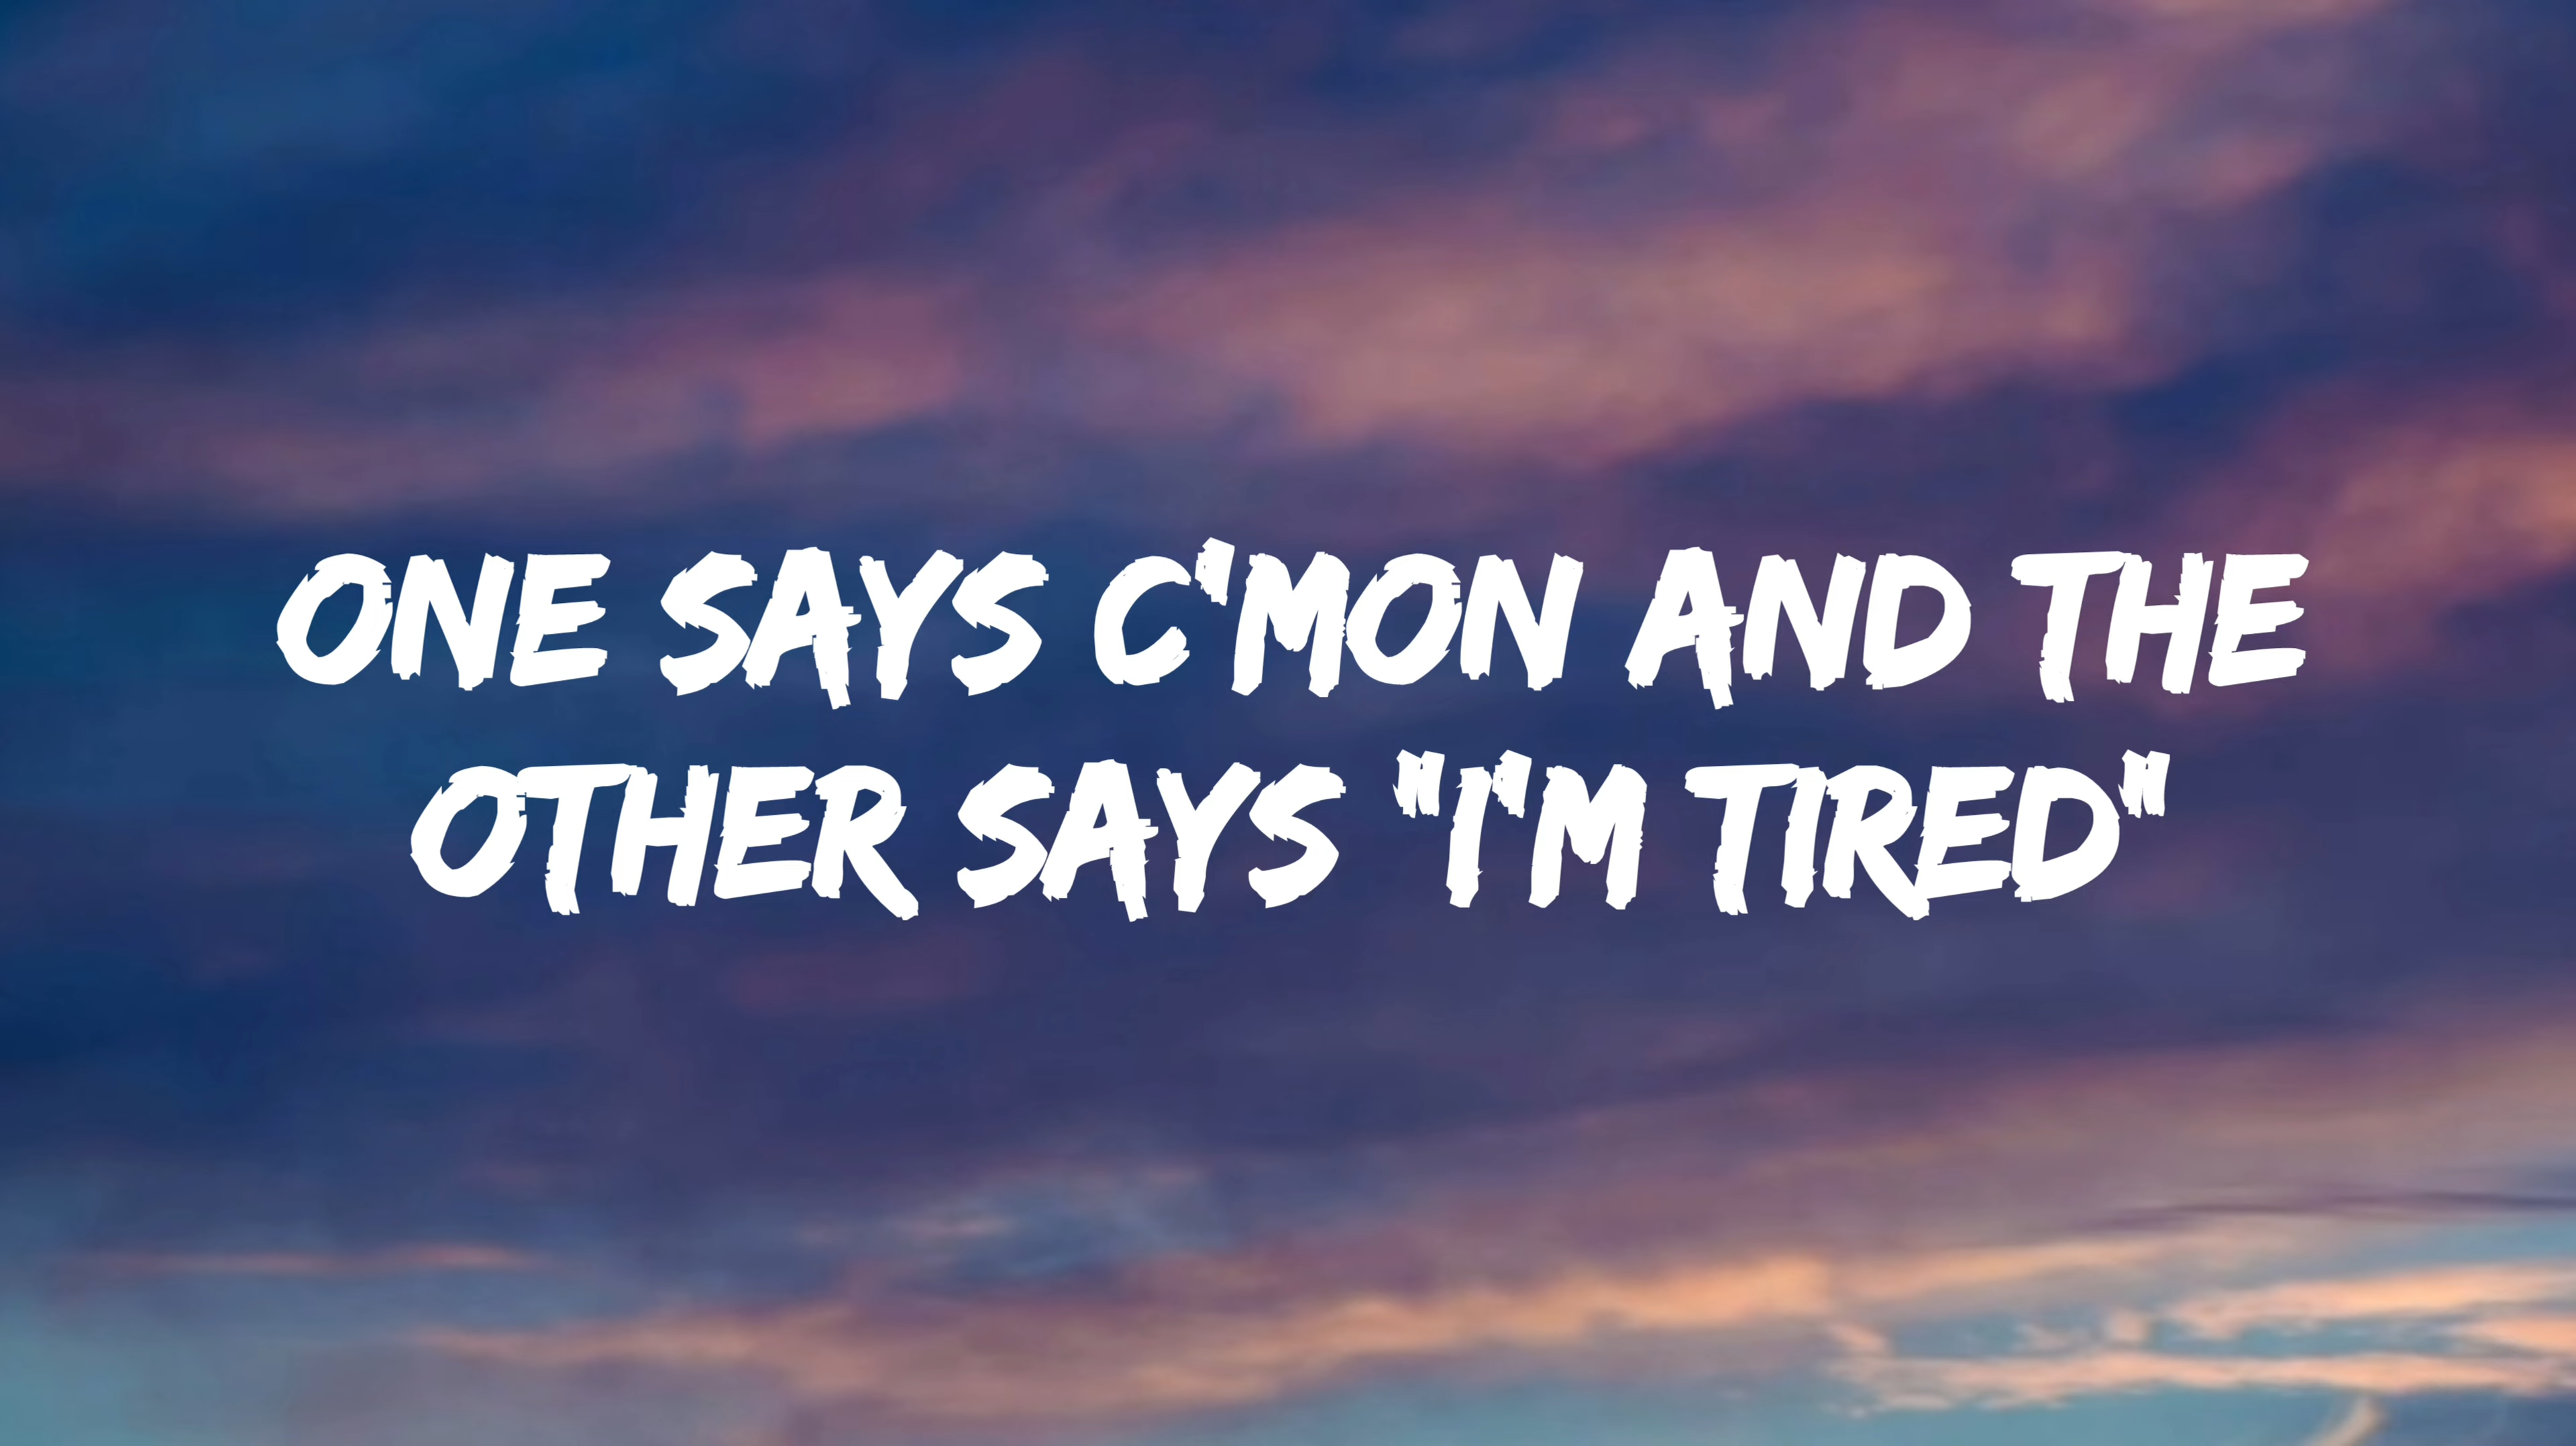 ONE SAYS C'MON AND THE
OTHER SAYS "I'M TIRED"